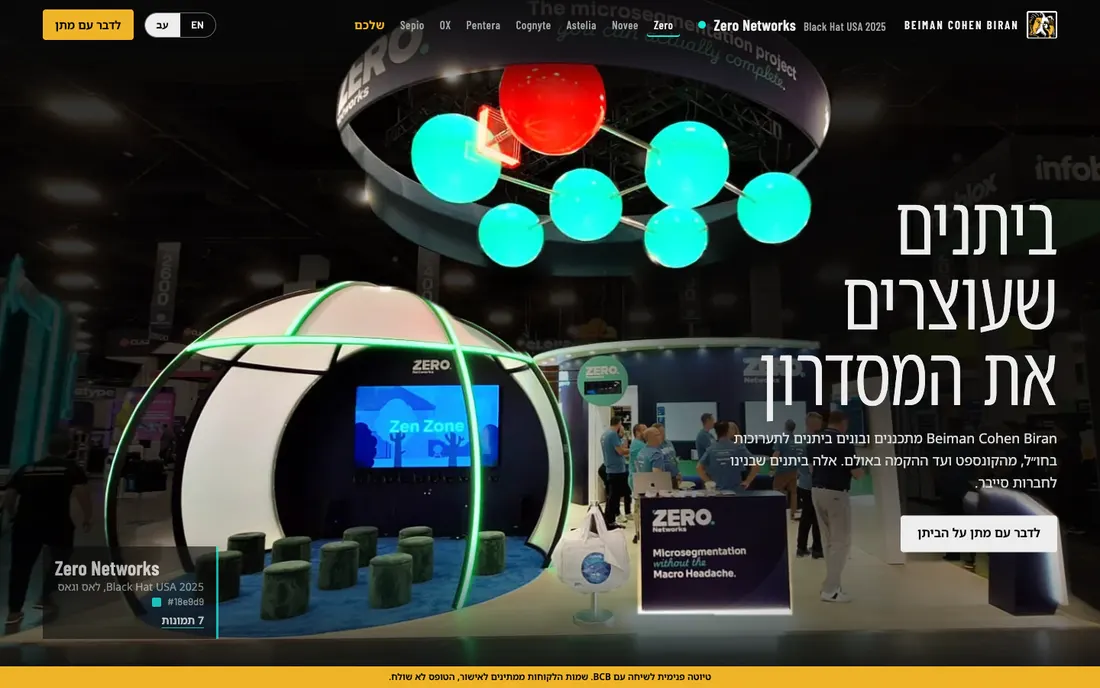 BEIMAN COHEN BIRAN
Zero Networks Black Hat USA 2025
Zero
Novee
Astelia
Cognyte
Pentera
OX
Sepio
שלכם
EN
עב
לדבר עם מתן
The microsegmentation project
you can actually complete.
ZERO
Networks
infob
ביתנים
שעוצרים
את המסדרון
Beiman Cohen Biran מתכננים ובונים ביתנים לתערוכות
בחו״ל, מהקונספט ועד ההקמה באולם. אלה ביתנים שבנינו
לחברות סייבר.
לדבר עם מתן על הביתן
ZERO.
Networks
Zen Zone
ZERO.
ZERO
Networks
ZERO.
Networks
Microsegmentation
without the
Macro Headache.
Zero Networks
Black Hat USA 2025, לאס וגאס
#18e9d9
7 תמונות
טיוטה פנימית לשיחה עם BCB. שמות הלקוחות ממתינים לאישור, הטופס לא שולח.